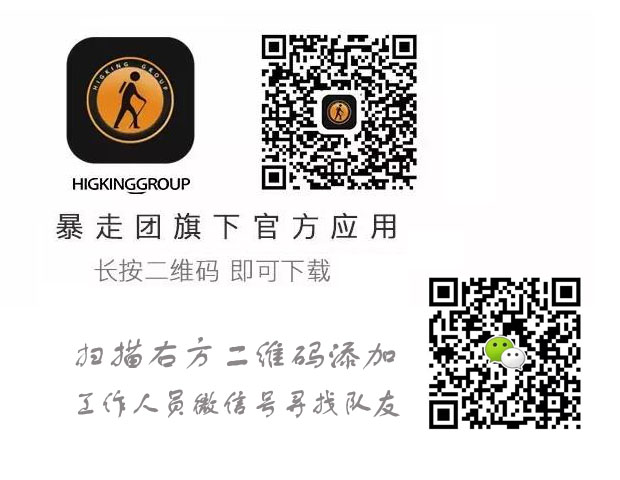 HIGKING GROUP
HIGKINGGROUP
暴走团旗下官方应用
长按二维码 即可下载
扫描右方二维码添加
工作人员微信号寻找队友